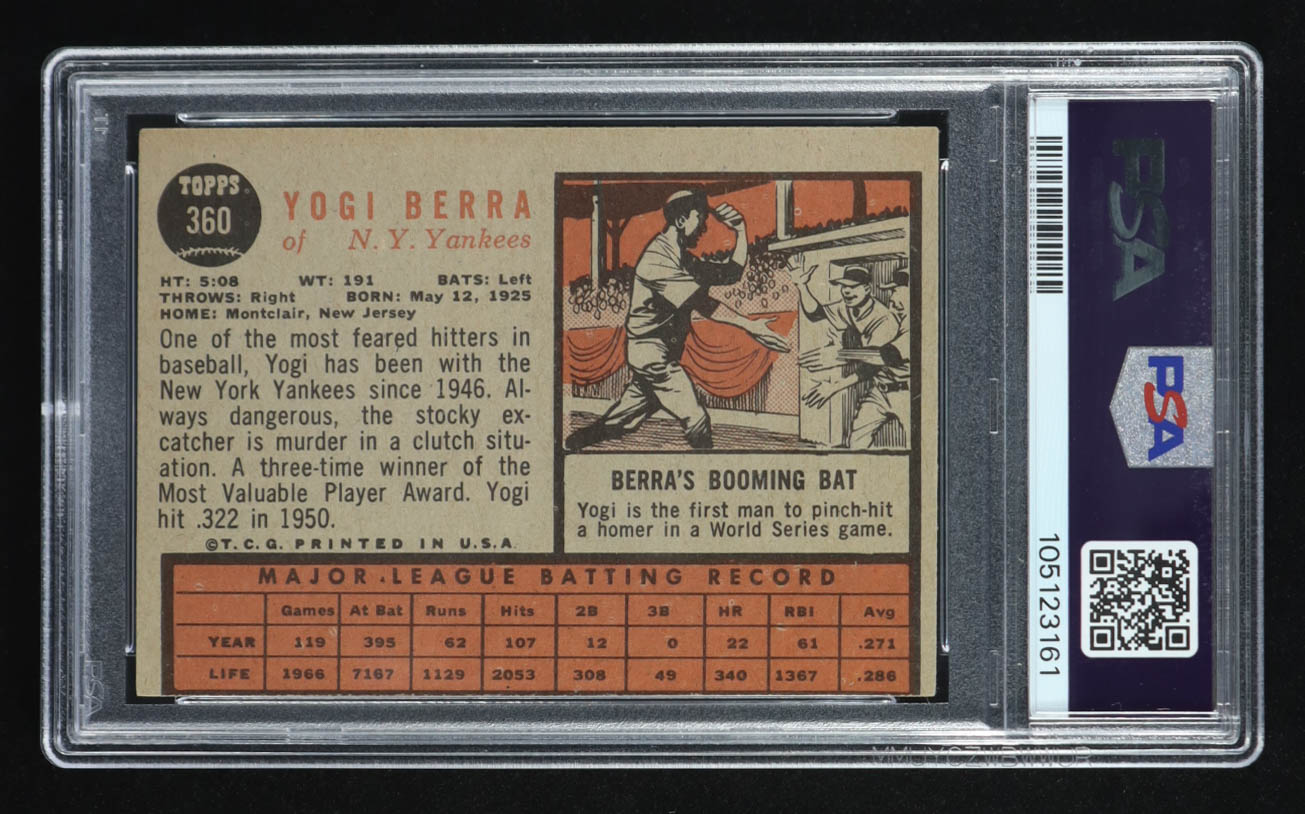 TOPPS
360
YOGI BERRA
of N. Y. Yankees
HT: 5:08 WT: 191 BATS: Left
THROWS: Right BORN: May 12, 1925
HOME: Montclair, New Jersey
One of the most feared hitters in
baseball, Yogi has been with the
New York Yankees since 1946. Al-
ways dangerous, the stocky ex-
catcher is murder in a clutch situ-
ation. A three-time winner of the
Most Valuable Player Award. Yogi
hit .322 in 1950.
©T.C.G. PRINTED IN U.S.A.
BERRA'S BOOMING BAT
Yogi is the first man to pinch-hit
a homer in a World Series game.
MAJOR LEAGUE BATTING RECORD
Games At Bat Runs Hits 2B 3B HR RBI Avg
YEAR 119 395 62 107 12 0 22 61 .271
LIFE 1966 7167 1129 2053 308 49 340 1367 .286
PSA
PSA
105123161